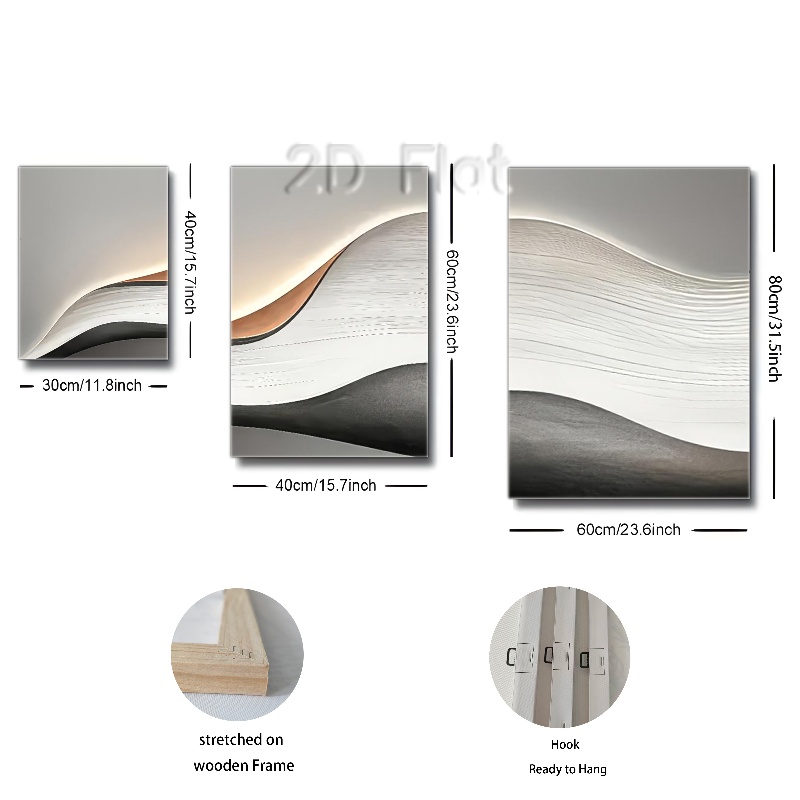 2D Flat
40cm/15.7inch
30cm/11.8inch
60cm/23.6inch
40cm/15.7inch
80cm/31.5inch
60cm/23.6inch
stretched on
wooden Frame
Hook
Ready to Hang